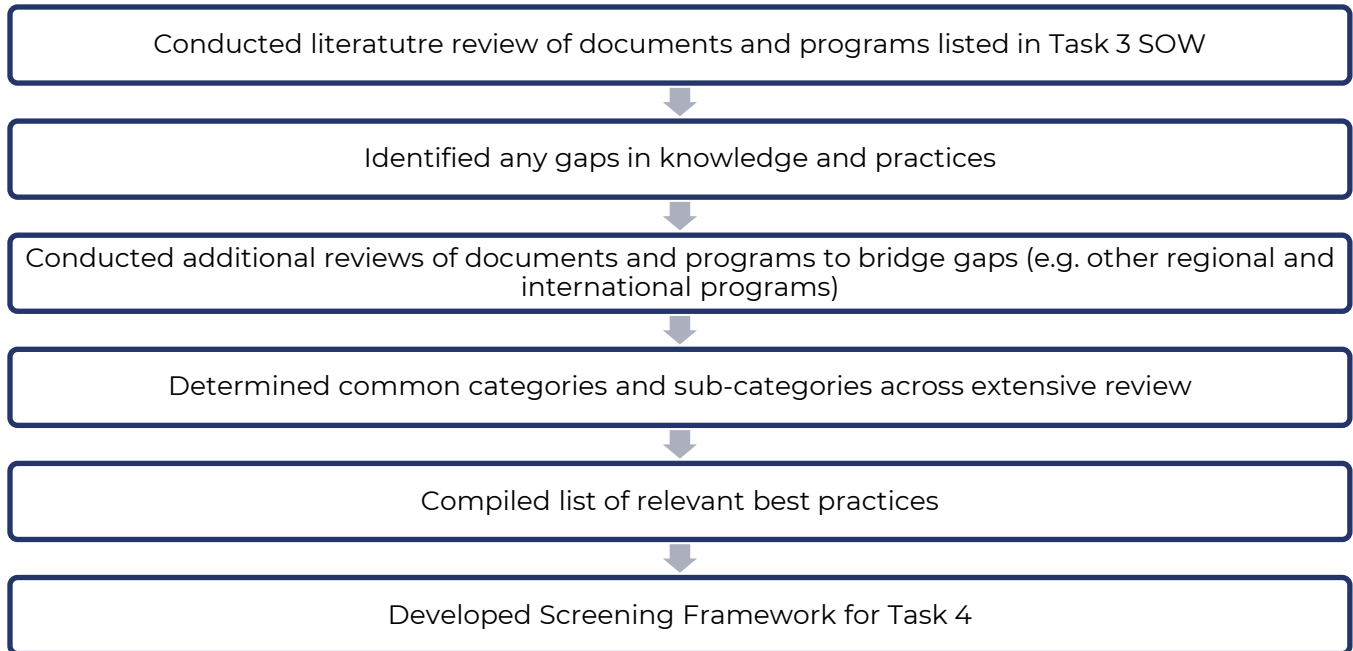 Conducted literatutre review of documents and programs listed in Task 3 SOW
Identified any gaps in knowledge and practices
Conducted additional reviews of documents and programs to bridge gaps (e.g. other regional and
international programs)
Determined common categories and sub-categories across extensive review
Compiled list of relevant best practices
Developed Screening Framework for Task 4